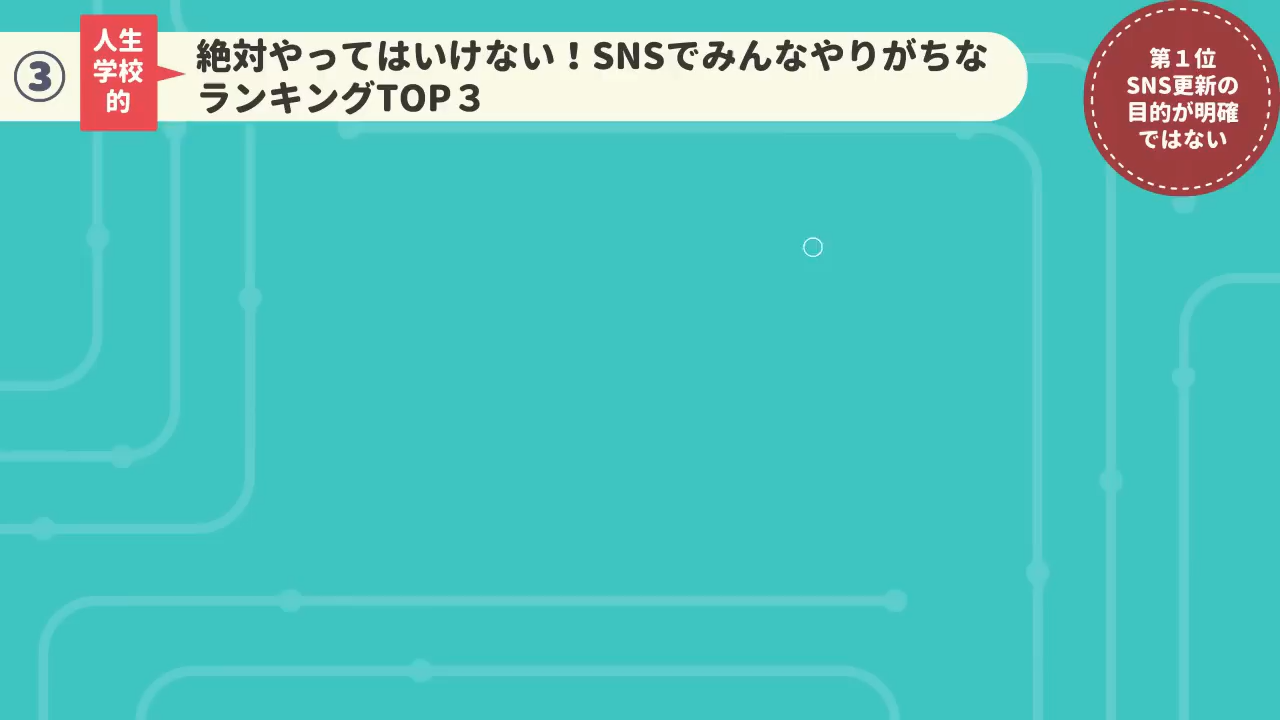 ③
人生
学校
的
絶対やってはいけない！SNSでみんなやりがちな
ランキングTOP３
第１位
SNS更新の
目的が明確
ではない